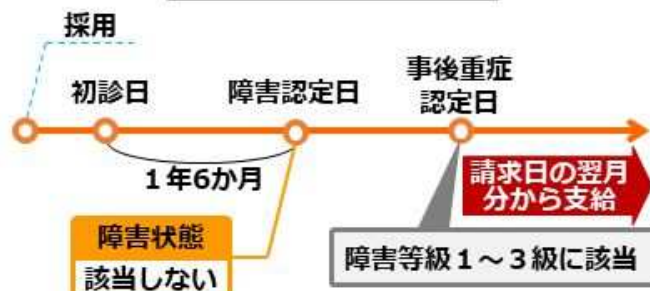 採用
初診日
障害認定日
事後重症
認定日
1年6か月
請求日の翌月
分から支給
障害状態
該当しない
障害等級1～3級に該当